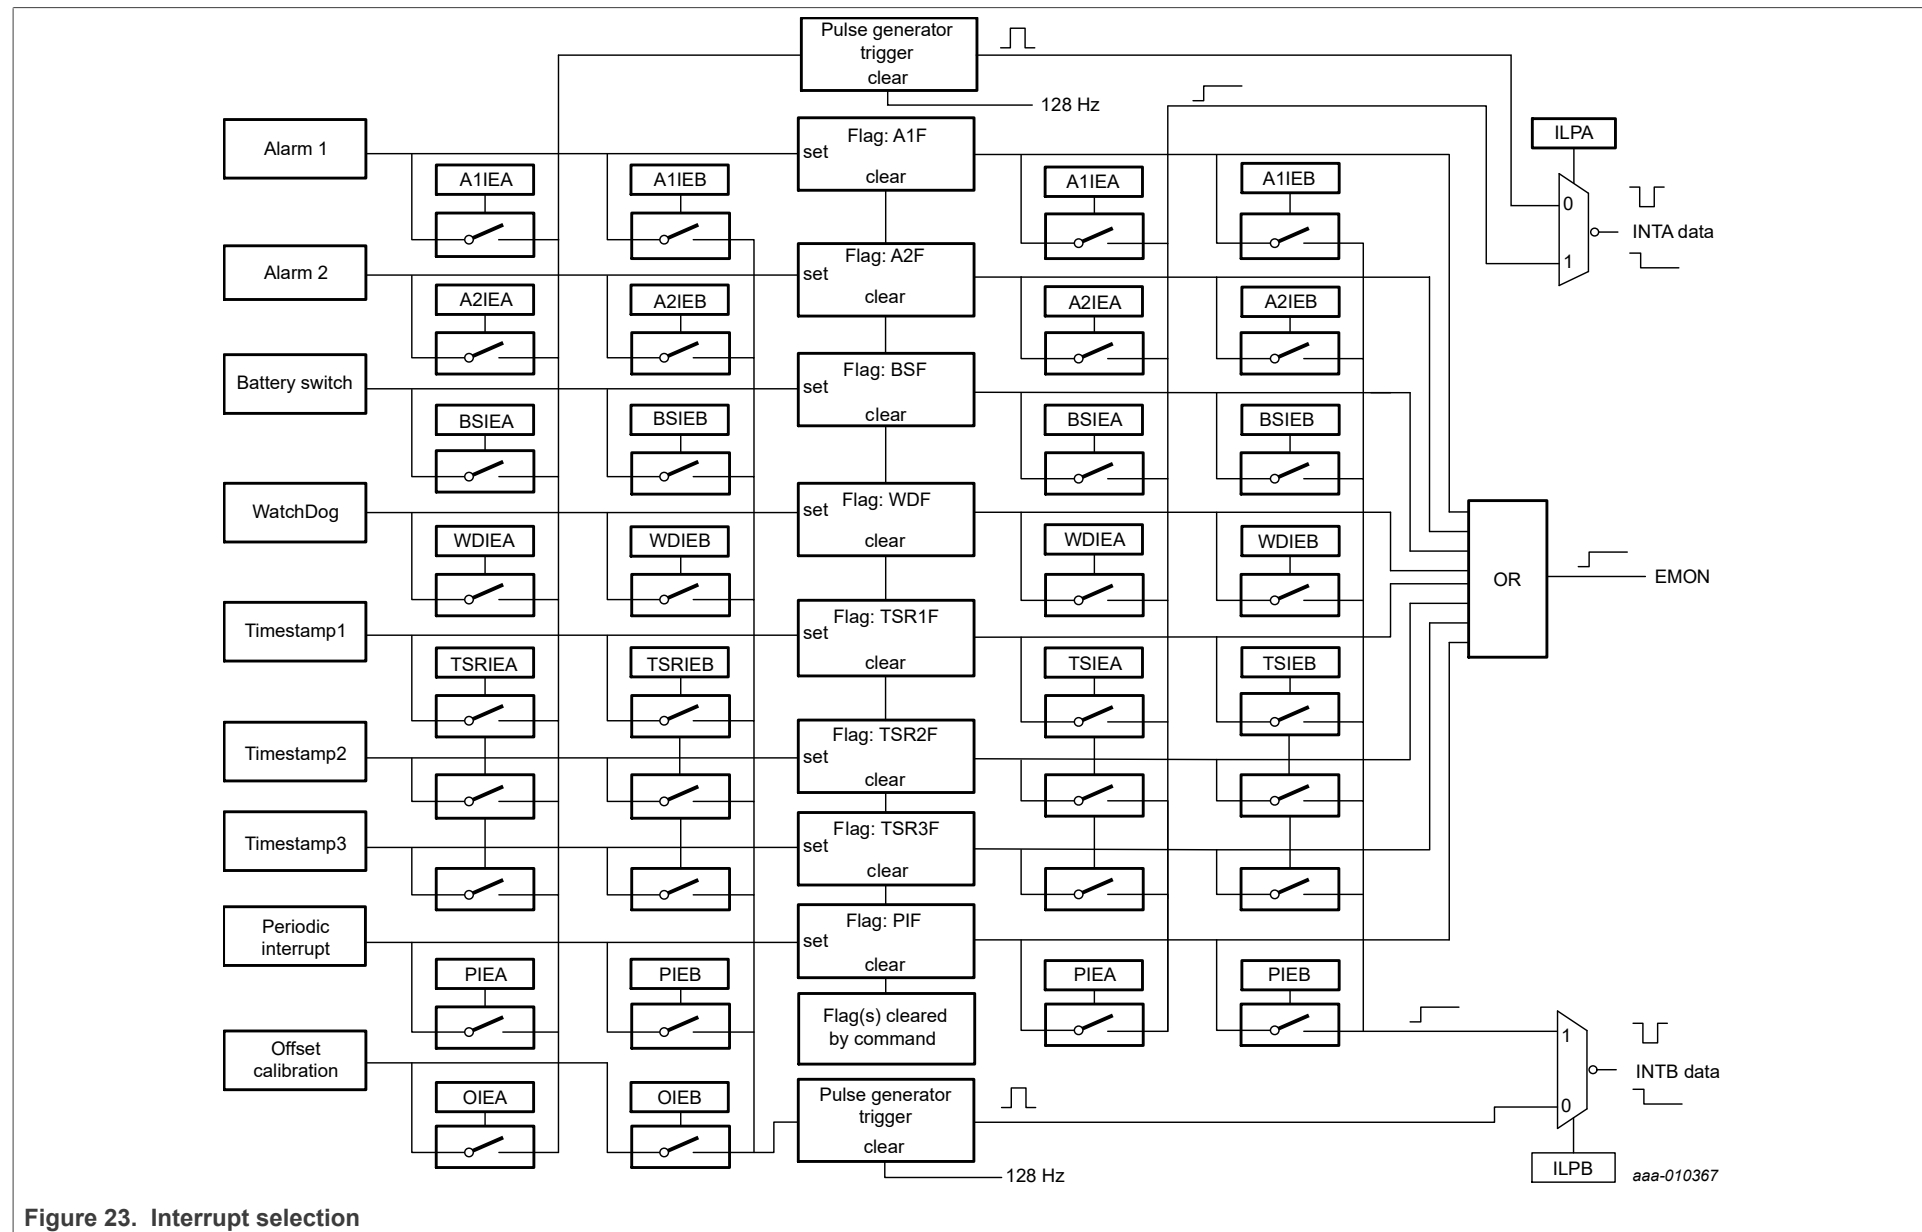 Pulse generator
trigger
clear
128 Hz
Alarm 1
A1IEA
A1IEB
Flag: A1F
set
clear
A1IEA
A1IEB
ILPA
0
INTA data
1
Alarm 2
A2IEA
A2IEB
Flag: A2F
set
clear
A2IEA
A2IEB
Battery switch
BSIEA
BSIEB
Flag: BSF
set
clear
BSIEA
BSIEB
WatchDog
WDIEA
WDIEB
Flag: WDF
set
clear
WDIEA
WDIEB
OR
EMON
Timestamp1
TSRIEA
TSRIEB
Flag: TSR1F
set
clear
TSIEA
TSIEB
Timestamp2
Flag: TSR2F
set
clear
Timestamp3
Flag: TSR3F
set
clear
Periodic
interrupt
PIEA
PIEB
Flag: PIF
set
clear
PIEA
PIEB
Flag(s) cleared
by command
Offset
calibration
OIEA
OIEB
Pulse generator
trigger
clear
128 Hz
1
INTB data
0
ILPB
aaa-010367
Figure 23. Interrupt selection